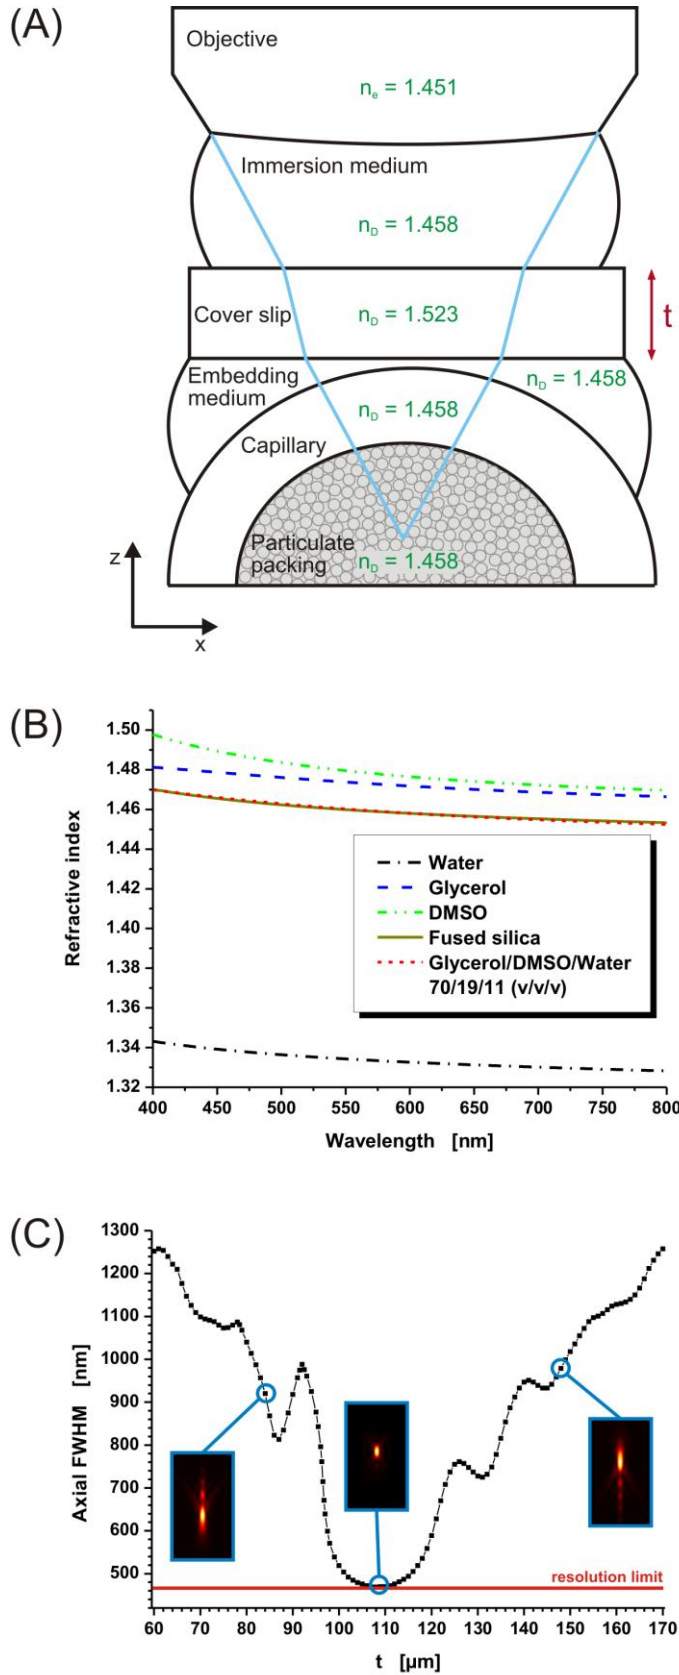 (A)
Objective
nₑ = 1.451
Immersion medium
n_D = 1.458
Cover slip
n_D = 1.523
t
Embedding
medium
n_D = 1.458
n_D = 1.458
Capillary
Particulate
packing
n_D = 1.458
z
x
(B)
Refractive index
1.50
1.48
1.46
1.44
1.42
1.40
1.38
1.36
1.34
1.32
Water
Glycerol
DMSO
Fused silica
Glycerol/DMSO/Water
70/19/11 (v/v/v)
400 450 500 550 600 650 700 750 800
Wavelength [nm]
(C)
Axial FWHM [nm]
1300
1200
1100
1000
900
800
700
600
500
resolution limit
60 70 80 90 100 110 120 130 140 150 160 170
t [µm]